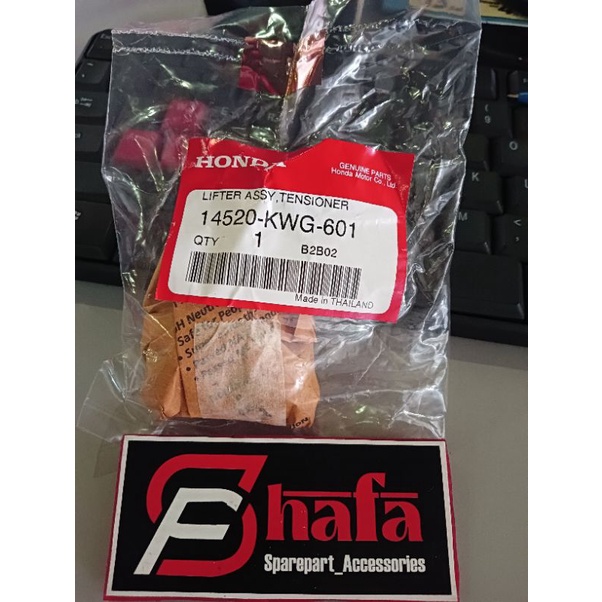 HONDA
GENUINE PARTS
Honda Motor Co., Ltd
LIFTER ASSY,TENSIONER
14520-KWG-601
QTY 1 B2B02
Made in THAILAND
Shafa
Sparepart_Accessories